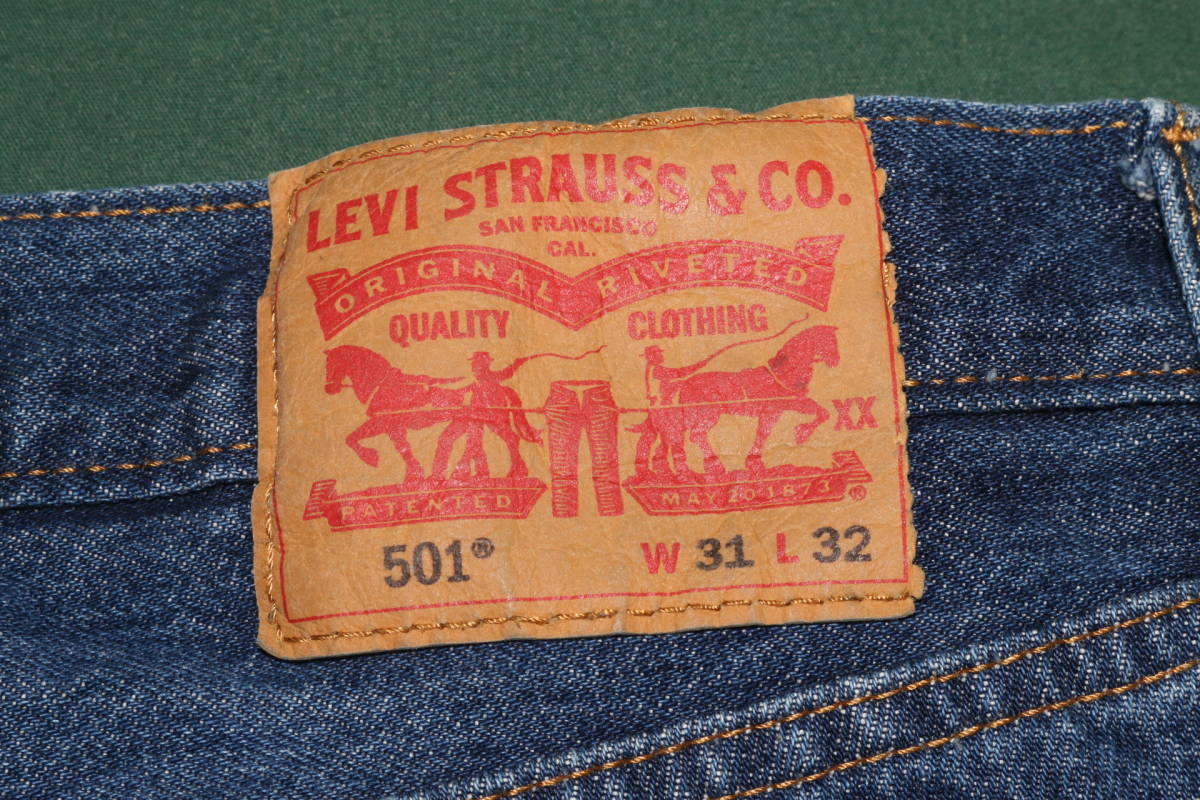 LEVI STRAUSS & CO.
SAN FRANCISCO
CAL.
ORIGINAL RIVETED
QUALITY CLOTHING
XX
PATENTED MAY 20 1873 ®
501® W 31 L 32